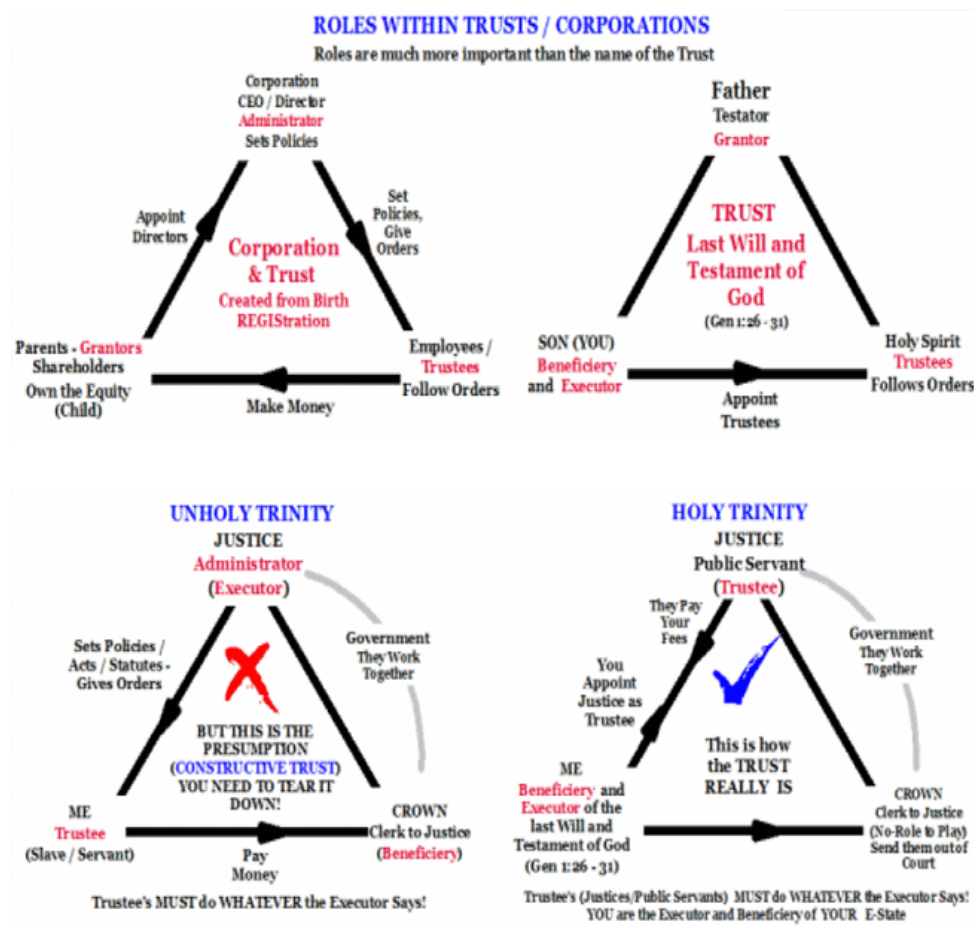 ROLES WITHIN TRUSTS / CORPORATIONS
Roles are much more important than the name of the Trust
Corporation
CEO / Director
Administrator
Sets Policies
Appoint
Directors
Set
Policies,
Give
Orders
Corporation
& Trust
Created from Birth
REGIStration
Parents - Grantors
Shareholders
Own the Equity
(Child)
Make Money
Employees /
Trustees
Follow Orders
Father
Testator
Grantor
TRUST
Last Will and
Testament of
God
(Gen 1:26 - 31)
SON (YOU)
Beneficiery
and Executor
Appoint
Trustees
Holy Spirit
Trustees
Follows Orders
UNHOLY TRINITY
JUSTICE
Administrator
(Executor)
Sets Policies /
Acts / Statutes -
Gives Orders
Government
They Work
Together
BUT THIS IS THE
PRESUMPTION
(CONSTRUCTIVE TRUST)
YOU NEED TO TEAR IT
DOWN!
ME
Trustee
(Slave / Servant)
Pay
Money
CROWN
Clerk to Justice
(Beneficiery)
Trustee's MUST do WHATEVER the Executor Says!
HOLY TRINITY
JUSTICE
Public Servant
(Trustee)
They Pay
Your
Fees
You
Appoint
Justice as
Trustee
Government
They Work
Together
This is how
the TRUST
REALLY IS
ME
Beneficiery and
Executor of the
last Will and
Testament of God
(Gen 1:26 - 31)
CROWN
Clerk to Justice
(No-Role to Play)
Send them out of
Court
Trustee's (Justices/Public Servants) MUST do WHATEVER the Executor Says!
YOU are the Executor and Beneficiery of YOUR E-State